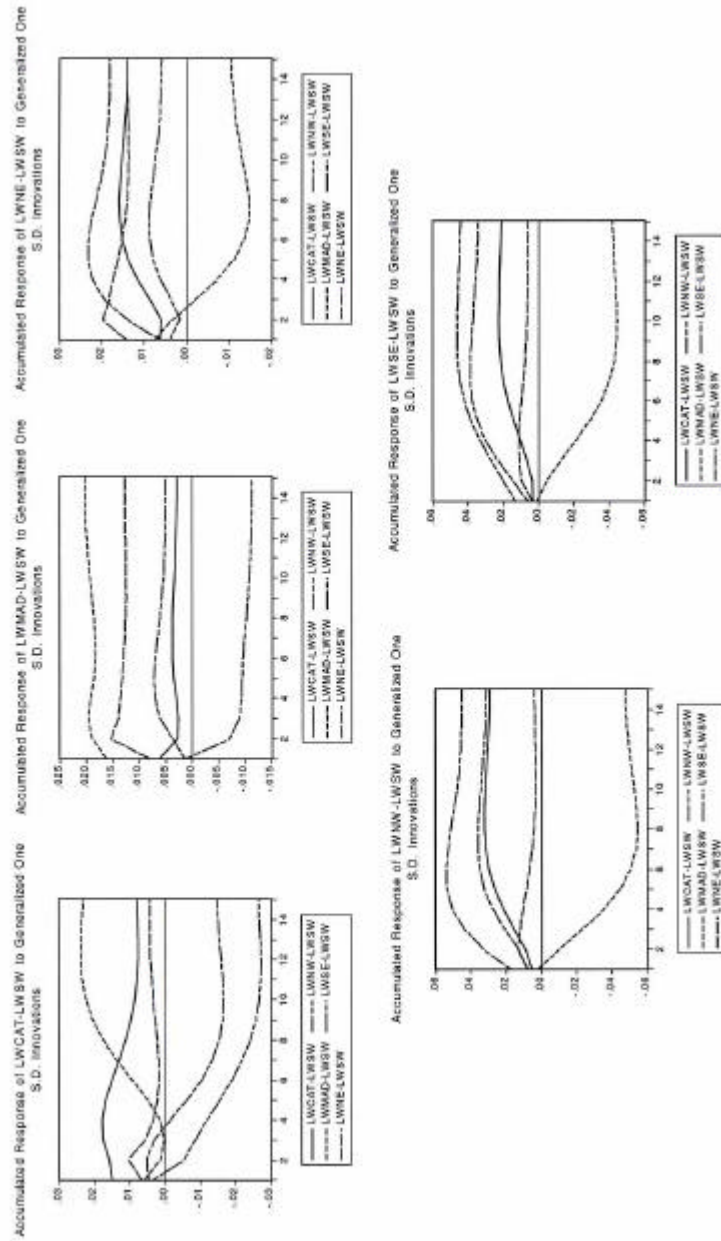 Accumulated Response of LWCAT-LWSW to Generalized One
S.D. Innovations
.03
.02
.01
.00
-.01
-.02
-.03
2 4 6 8 10 12 14
LWCAT-LWSW LWNW-LWSW
LWMAD-LWSW LWSE-LWSW
LWNE-LWSW
Accumulated Response of LWMAD-LWSW to Generalized One
S.D. Innovations
.025
.020
.015
.010
.005
.000
-.005
-.010
-.015
2 4 6 8 10 12 14
LWCAT-LWSW LWNW-LWSW
LWMAD-LWSW LWSE-LWSW
LWNE-LWSW
Accumulated Response of LWNE-LWSW to Generalized One
S.D. Innovations
.03
.02
.01
.00
-.01
-.02
2 4 6 8 10 12 14
LWCAT-LWSW LWNW-LWSW
LWMAD-LWSW LWSE-LWSW
LWNE-LWSW
Accumulated Response of LWNW-LWSW to Generalized One
S.D. Innovations
.06
.04
.02
.00
-.02
-.04
-.06
2 4 6 8 10 12 14
LWCAT-LWSW LWNW-LWSW
LWMAD-LWSW LWSE-LWSW
LWNE-LWSW
Accumulated Response of LWSE-LWSW to Generalized One
S.D. Innovations
.06
.04
.02
.00
-.02
-.04
-.06
2 4 6 8 10 12 14
LWCAT-LWSW LWNW-LWSW
LWMAD-LWSW LWSE-LWSW
LWNE-LWSW